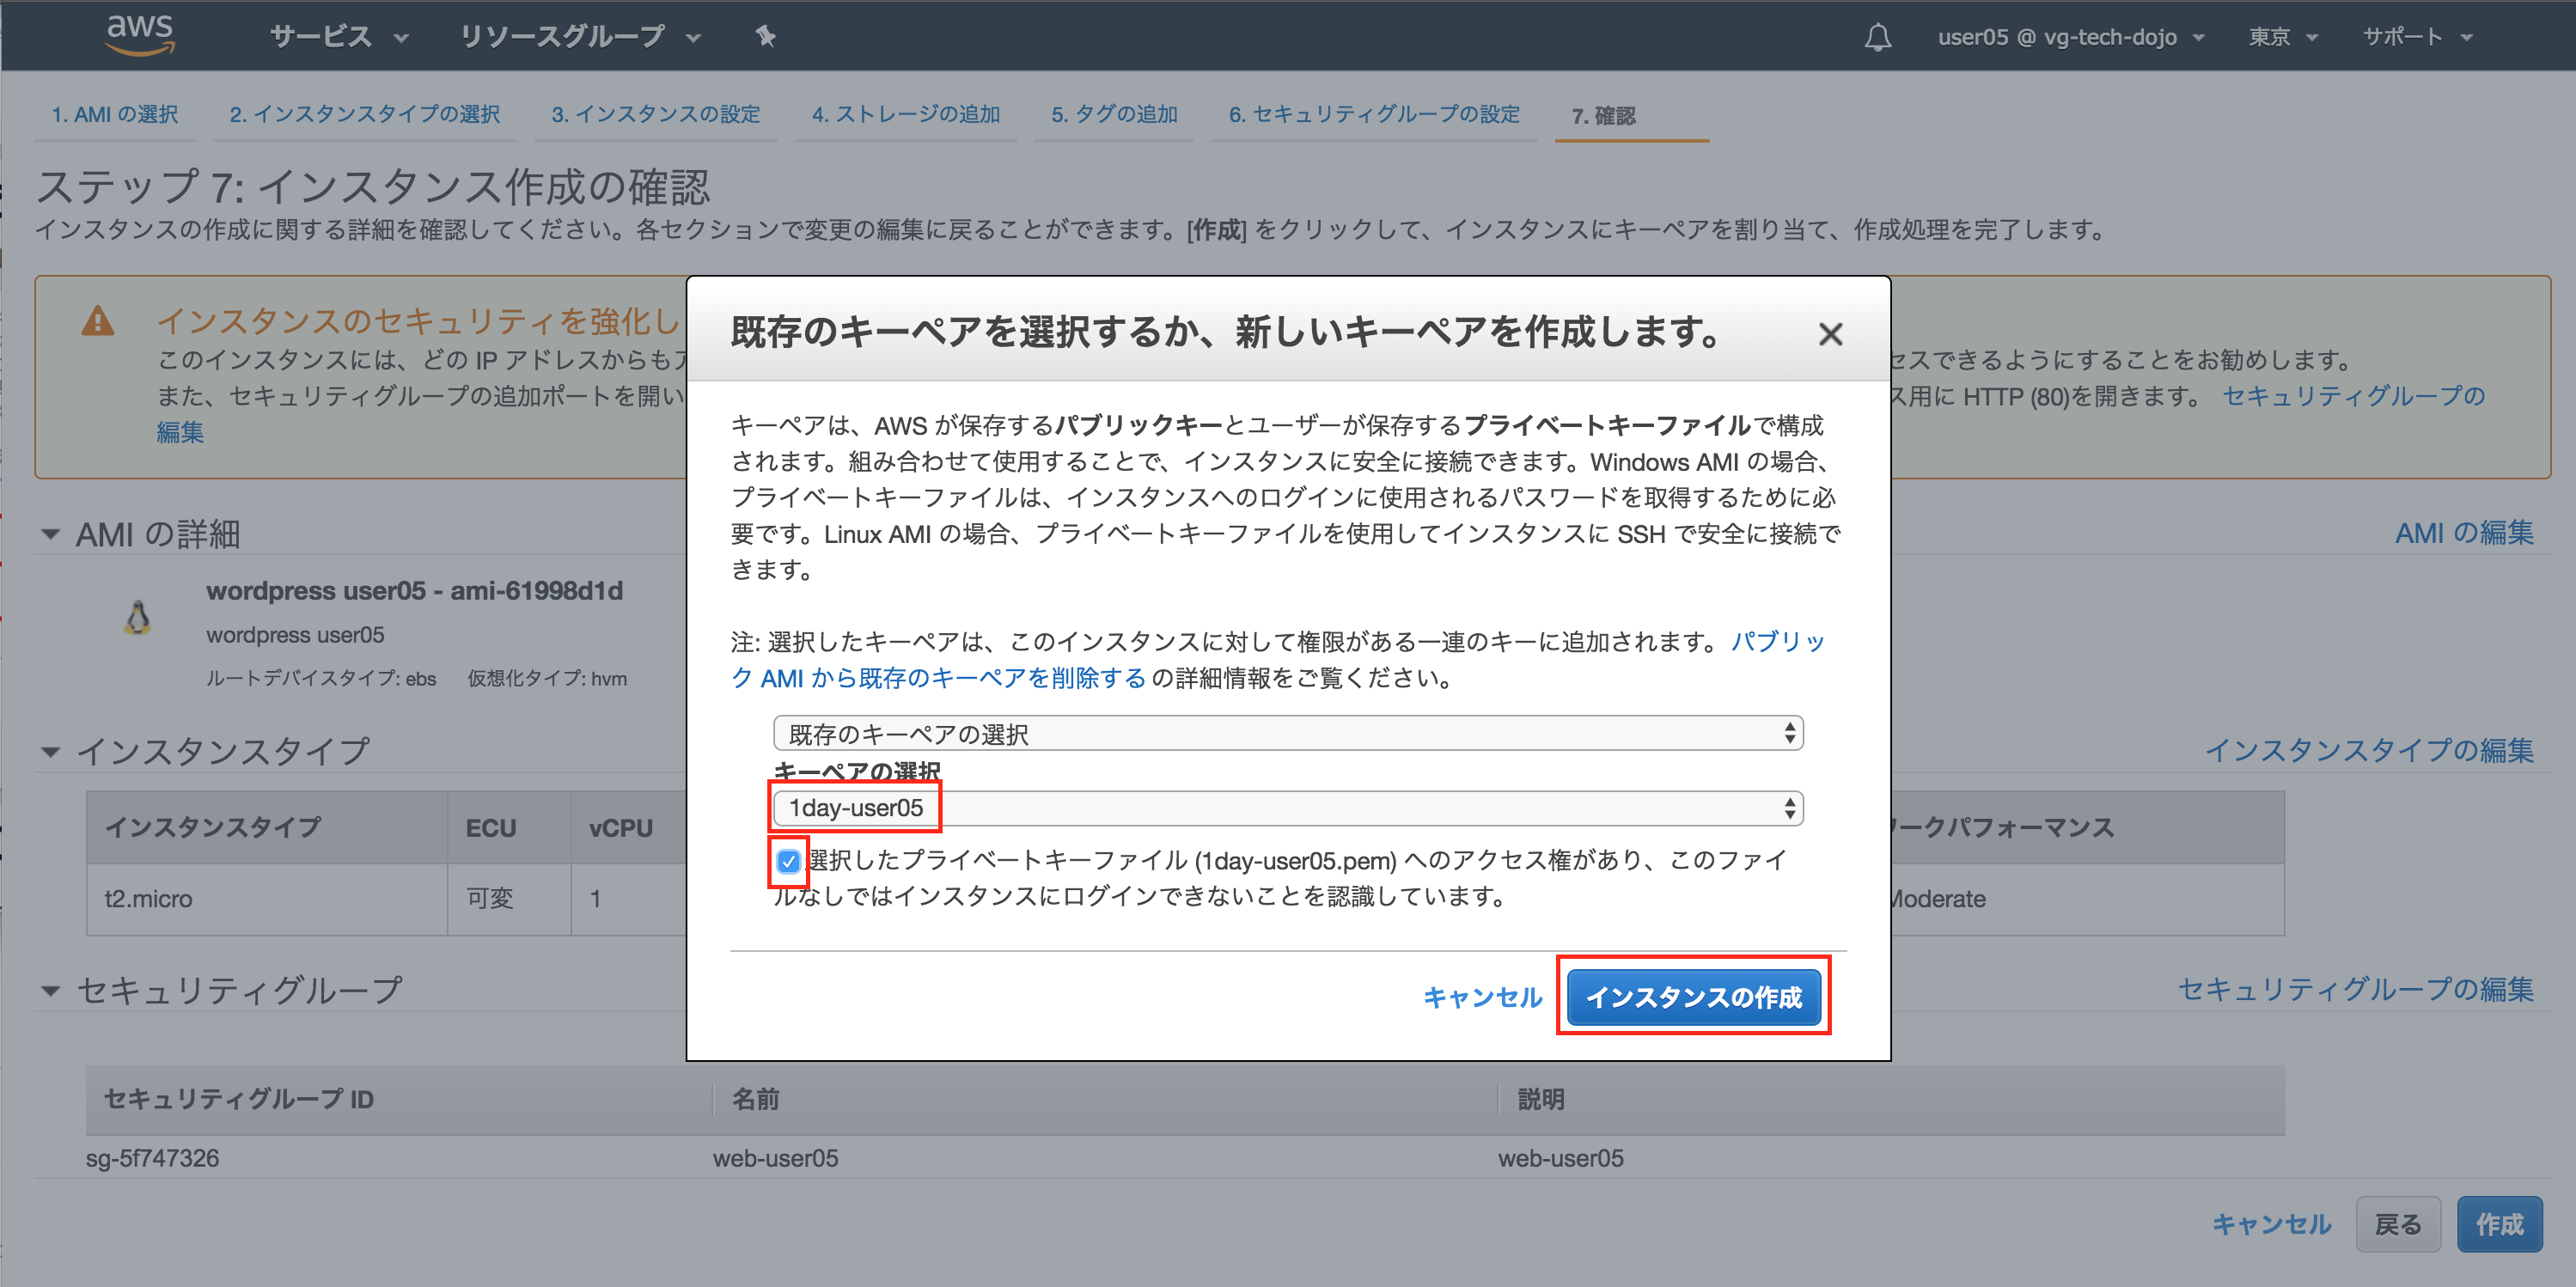 aws サービス リソースグループ user05 @ vg-tech-dojo 東京 サポート
1. AMI の選択 2. インスタンスタイプの選択 3. インスタンスの設定 4. ストレージの追加 5. タグの追加 6. セキュリティグループの設定 7. 確認
ステップ 7: インスタンス作成の確認
インスタンスの作成に関する詳細を確認してください。各セクションで変更の編集に戻ることができます。[作成] をクリックして、インスタンスにキーペアを割り当て、作成処理を完了します。
インスタンスのセキュリティを強化し
このインスタンスには、どの IP アドレスからもア
セスできるようにすることをお勧めします。
また、セキュリティグループの追加ポートを開い
ス用に HTTP (80)を開きます。 セキュリティグループの
編集
既存のキーペアを選択するか、新しいキーペアを作成します。
キーペアは、AWS が保存するパブリックキーとユーザーが保存するプライベートキーファイルで構成
されます。組み合わせて使用することで、インスタンスに安全に接続できます。Windows AMI の場合、
プライベートキーファイルは、インスタンスへのログインに使用されるパスワードを取得するために必
要です。Linux AMI の場合、プライベートキーファイルを使用してインスタンスに SSH で安全に接続で
きます。
注: 選択したキーペアは、このインスタンスに対して権限がある一連のキーに追加されます。 パブリッ
ク AMI から既存のキーペアを削除する の詳細情報をご覧ください。
既存のキーペアの選択
キーペアの選択
1day-user05
選択したプライベートキーファイル (1day-user05.pem) へのアクセス権があり、このファイ
ルなしではインスタンスにログインできないことを認識しています。
キャンセル インスタンスの作成
AMI の詳細 AMI の編集
wordpress user05 - ami-61998d1d
wordpress user05
ルートデバイスタイプ: ebs 仮想化タイプ: hvm
インスタンスタイプ インスタンスタイプの編集
インスタンスタイプ ECU vCPU ワークパフォーマンス
t2.micro 可変 1 Moderate
セキュリティグループ セキュリティグループの編集
セキュリティグループ ID 名前 説明
sg-5f747326 web-user05 web-user05
キャンセル 戻る 作成